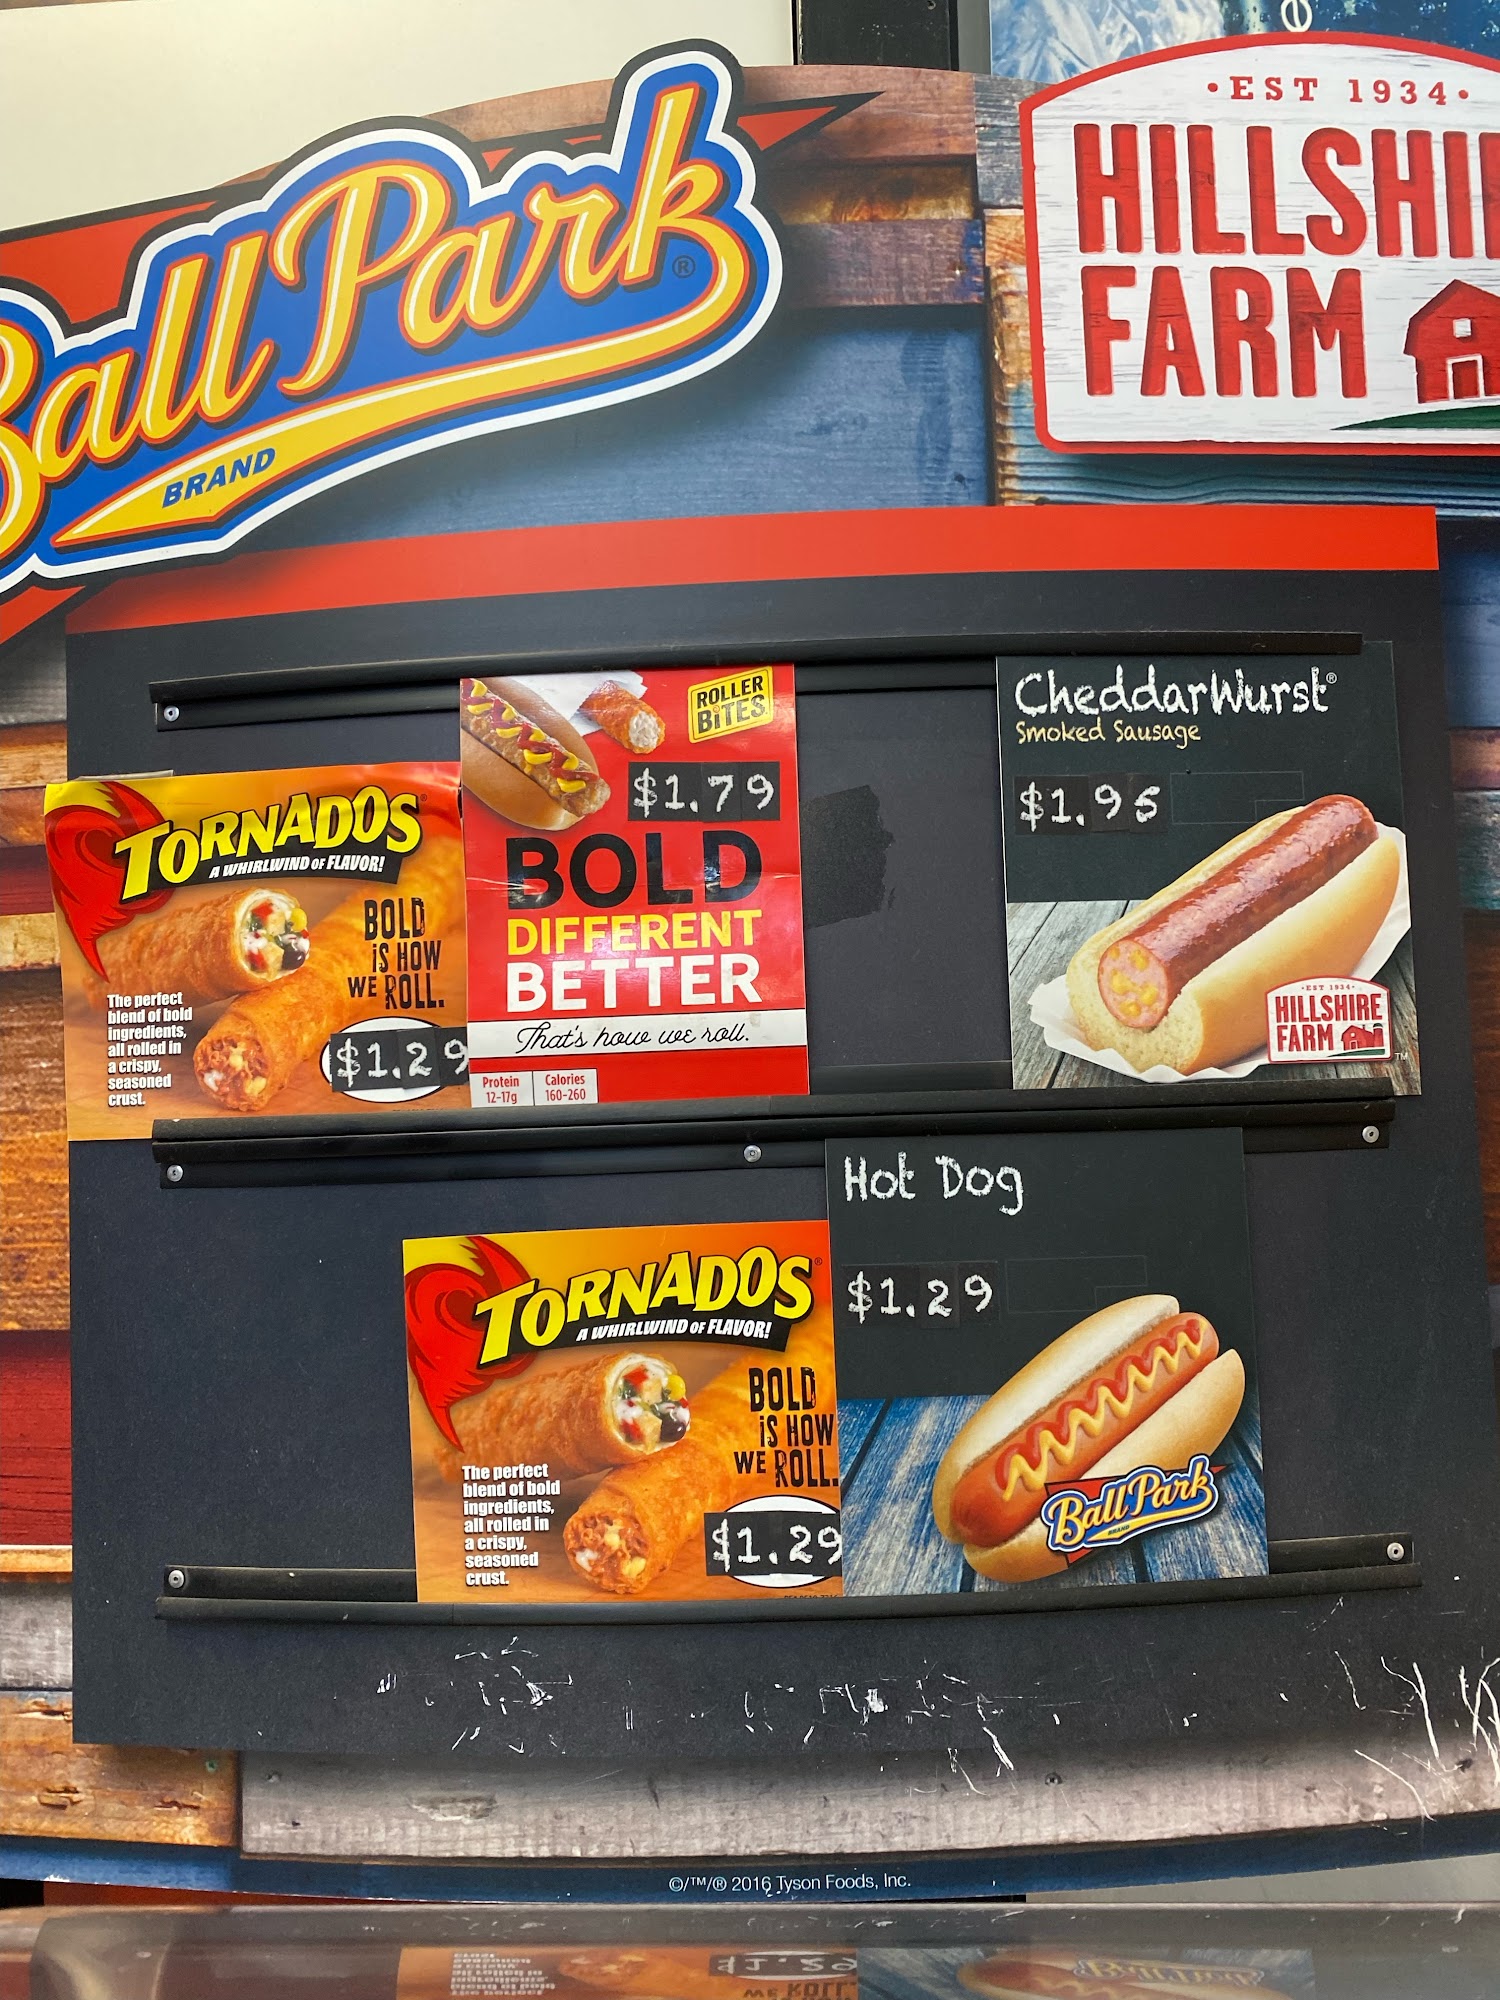 Ball Park®
BRAND
·EST 1934·
HILLSHI
FARM
TORNADOS®
A WHIRLWIND OF FLAVOR!
BOLD
IS HOW
WE ROLL.
The perfect
blend of bold
ingredients,
all rolled in
a crispy,
seasoned
crust.
$1.29
ROLLER
BITES
$1.79
BOLD
DIFFERENT
BETTER
That's how we roll.
Protein
12-17g
Calories
160-260
CheddarWurst®
Smoked Sausage
$1.95
·EST 1934·
HILLSHIRE
FARM
TM
TORNADOS®
A WHIRLWIND OF FLAVOR!
BOLD
IS HOW
WE ROLL.
The perfect
blend of bold
ingredients,
all rolled in
a crispy,
seasoned
crust.
$1.29
Hot Dog
$1.29
Ball Park
BRAND
©/™/® 2016 Tyson Foods, Inc.